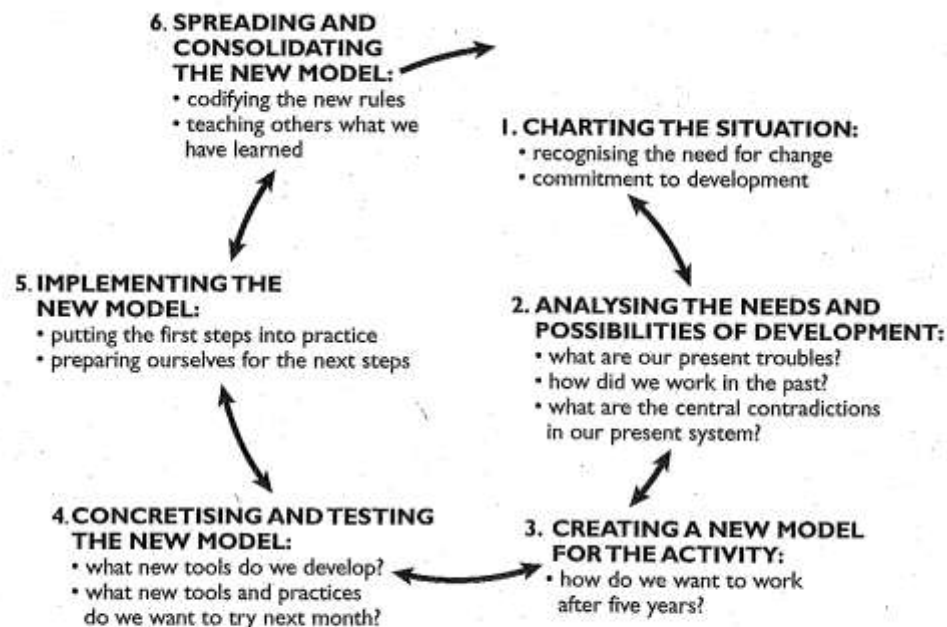 6. SPREADING AND
CONSOLIDATING
THE NEW MODEL:
• codifying the new rules
• teaching others what we
have learned
1. CHARTING THE SITUATION:
• recognising the need for change
• commitment to development
2. ANALYSING THE NEEDS AND
POSSIBILITIES OF DEVELOPMENT:
• what are our present troubles?
• how did we work in the past?
• what are the central contradictions
in our present system?
3. CREATING A NEW MODEL
FOR THE ACTIVITY:
• how do we want to work
after five years?
4. CONCRETISING AND TESTING
THE NEW MODEL:
• what new tools do we develop?
• what new tools and practices
do we want to try next month?
5. IMPLEMENTING THE
NEW MODEL:
• putting the first steps into practice
• preparing ourselves for the next steps